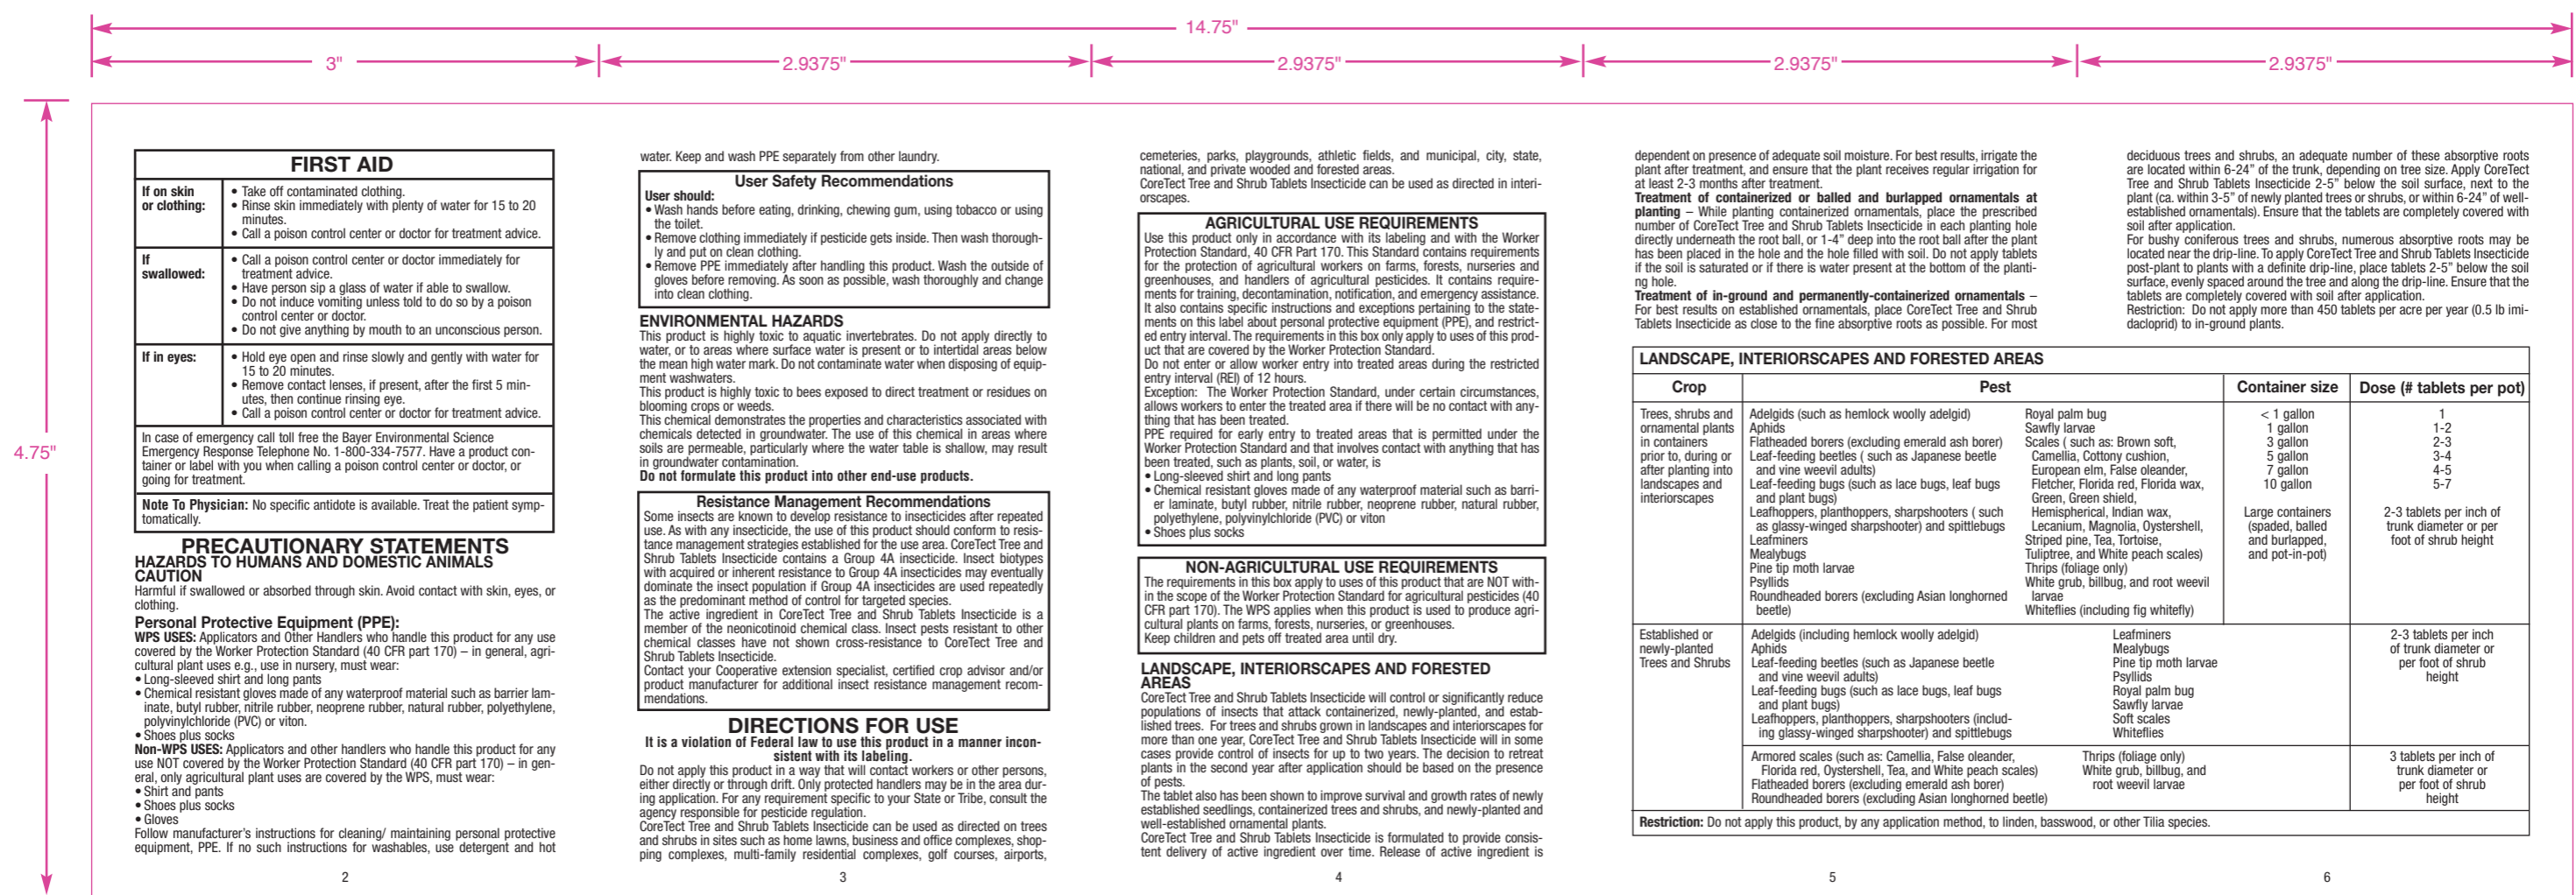 14.75"
3"
2.9375"
2.9375"
2.9375"
2.9375"
4.75"
FIRST AID
If on skin
or clothing:
• Take off contaminated clothing.
• Rinse skin immediately with plenty of water for 15 to 20
minutes.
• Call a poison control center or doctor for treatment advice.
If
swallowed:
• Call a poison control center or doctor immediately for
treatment advice.
• Have person sip a glass of water if able to swallow.
• Do not induce vomiting unless told to do so by a poison
control center or doctor.
• Do not give anything by mouth to an unconscious person.
If in eyes:
• Hold eye open and rinse slowly and gently with water for
15 to 20 minutes.
• Remove contact lenses, if present, after the first 5 min-
utes, then continue rinsing eye.
• Call a poison control center or doctor for treatment advice.
In case of emergency call toll free the Bayer Environmental Science
Emergency Response Telephone No. 1-800-334-7577. Have a product con-
tainer or label with you when calling a poison control center or doctor, or
going for treatment.
Note To Physician: No specific antidote is available. Treat the patient symp-
tomatically.
PRECAUTIONARY STATEMENTS
HAZARDS TO HUMANS AND DOMESTIC ANIMALS
CAUTION
Harmful if swallowed or absorbed through skin. Avoid contact with skin, eyes, or
clothing.
Personal Protective Equipment (PPE):
WPS USES: Applicators and Other Handlers who handle this product for any use
covered by the Worker Protection Standard (40 CFR part 170) – in general, agri-
cultural plant uses e.g., use in nursery, must wear:
• Long-sleeved shirt and long pants
• Chemical resistant gloves made of any waterproof material such as barrier lam-
inate, butyl rubber, nitrile rubber, neoprene rubber, natural rubber, polyethylene,
polyvinylchloride (PVC) or viton.
• Shoes plus socks
Non-WPS USES: Applicators and other handlers who handle this product for any
use NOT covered by the Worker Protection Standard (40 CFR part 170) – in gen-
eral, only agricultural plant uses are covered by the WPS, must wear:
• Shirt and pants
• Shoes plus socks
• Gloves
Follow manufacturer's instructions for cleaning/ maintaining personal protective
equipment, PPE. If no such instructions for washables, use detergent and hot
2
water. Keep and wash PPE separately from other laundry.
User Safety Recommendations
User should:
• Wash hands before eating, drinking, chewing gum, using tobacco or using
the toilet.
• Remove clothing immediately if pesticide gets inside. Then wash thorough-
ly and put on clean clothing.
• Remove PPE immediately after handling this product. Wash the outside of
gloves before removing. As soon as possible, wash thoroughly and change
into clean clothing.
ENVIRONMENTAL HAZARDS
This product is highly toxic to aquatic invertebrates. Do not apply directly to
water, or to areas where surface water is present or to intertidal areas below
the mean high water mark. Do not contaminate water when disposing of equip-
ment washwaters.
This product is highly toxic to bees exposed to direct treatment or residues on
blooming crops or weeds.
This chemical demonstrates the properties and characteristics associated with
chemicals detected in groundwater. The use of this chemical in areas where
soils are permeable, particularly where the water table is shallow, may result
in groundwater contamination.
Do not formulate this product into other end-use products.
Resistance Management Recommendations
Some insects are known to develop resistance to insecticides after repeated
use. As with any insecticide, the use of this product should conform to resis-
tance management strategies established for the use area. CoreTect Tree and
Shrub Tablets Insecticide contains a Group 4A insecticide. Insect biotypes
with acquired or inherent resistance to Group 4A insecticides may eventually
dominate the insect population if Group 4A insecticides are used repeatedly
as the predominant method of control for targeted species.
The active ingredient in CoreTect Tree and Shrub Tablets Insecticide is a
member of the neonicotinoid chemical class. Insect pests resistant to other
chemical classes have not shown cross-resistance to CoreTect Tree and
Shrub Tablets Insecticide.
Contact your Cooperative extension specialist, certified crop advisor and/or
product manufacturer for additional insect resistance management recom-
mendations.
DIRECTIONS FOR USE
It is a violation of Federal law to use this product in a manner incon-
sistent with its labeling.
Do not apply this product in a way that will contact workers or other persons,
either directly or through drift. Only protected handlers may be in the area dur-
ing application. For any requirement specific to your State or Tribe, consult the
agency responsible for pesticide regulation.
CoreTect Tree and Shrub Tablets Insecticide can be used as directed on trees
and shrubs in sites such as home lawns, business and office complexes, shop-
ping complexes, multi-family residential complexes, golf courses, airports,
3
cemeteries, parks, playgrounds, athletic fields, and municipal, city, state,
national, and private wooded and forested areas.
CoreTect Tree and Shrub Tablets Insecticide can be used as directed in interi-
orscapes.
AGRICULTURAL USE REQUIREMENTS
Use this product only in accordance with its labeling and with the Worker
Protection Standard, 40 CFR Part 170. This Standard contains requirements
for the protection of agricultural workers on farms, forests, nurseries and
greenhouses, and handlers of agricultural pesticides. It contains require-
ments for training, decontamination, notification, and emergency assistance.
It also contains specific instructions and exceptions pertaining to the state-
ments on this label about personal protective equipment (PPE), and restrict-
ed entry interval. The requirements in this box only apply to uses of this prod-
uct that are covered by the Worker Protection Standard.
Do not enter or allow worker entry into treated areas during the restricted
entry interval (REI) of 12 hours.
Exception: The Worker Protection Standard, under certain circumstances,
allows workers to enter the treated area if there will be no contact with any-
thing that has been treated.
PPE required for early entry to treated areas that is permitted under the
Worker Protection Standard and that involves contact with anything that has
been treated, such as plants, soil, or water, is
• Long-sleeved shirt and long pants
• Chemical resistant gloves made of any waterproof material such as barri-
er laminate, butyl rubber, nitrile rubber, neoprene rubber, natural rubber,
polyethylene, polyvinylchloride (PVC) or viton
• Shoes plus socks
NON-AGRICULTURAL USE REQUIREMENTS
The requirements in this box apply to uses of this product that are NOT with-
in the scope of the Worker Protection Standard for agricultural pesticides (40
CFR part 170). The WPS applies when this product is used to produce agri-
cultural plants on farms, forests, nurseries, or greenhouses.
Keep children and pets off treated area until dry.
LANDSCAPE, INTERIORSCAPES AND FORESTED
AREAS
CoreTect Tree and Shrub Tablets Insecticide will control or significantly reduce
populations of insects that attack containerized, newly-planted, and estab-
lished trees. For trees and shrubs grown in landscapes and interiorscapes for
more than one year, CoreTect Tree and Shrub Tablets Insecticide will in some
cases provide control of insects for up to two years. The decision to retreat
plants in the second year after application should be based on the presence
of pests.
The tablet also has been shown to improve survival and growth rates of newly
established seedlings, containerized trees and shrubs, and newly-planted and
well-established ornamental plants.
CoreTect Tree and Shrub Tablets Insecticide is formulated to provide consis-
tent delivery of active ingredient over time. Release of active ingredient is
4
dependent on presence of adequate soil moisture. For best results, irrigate the
plant after treatment, and ensure that the plant receives regular irrigation for
at least 2-3 months after treatment.
Treatment of containerized or balled and burlapped ornamentals at
planting – While planting containerized ornamentals, place the prescribed
number of CoreTect Tree and Shrub Tablets Insecticide in each planting hole
directly underneath the root ball, or 1-4" deep into the root ball after the plant
has been placed in the hole and the hole filled with soil. Do not apply tablets
if the soil is saturated or if there is water present at the bottom of the planti-
ing hole.
Treatment of in-ground and permanently-containerized ornamentals –
For best results on established ornamentals, place CoreTect Tree and Shrub
Tablets Insecticide as close to the fine absorptive roots as possible. For most
deciduous trees and shrubs, an adequate number of these absorptive roots
are located within 6-24" of the trunk, depending on tree size. Apply CoreTect
Tree and Shrub Tablets Insecticide 2-5" below the soil surface, next to the
plant (ca. within 3-5" of newly planted trees or shrubs, or within 6-24" of well-
established ornamentals). Ensure that the tablets are completely covered with
soil after application.
For bushy coniferous trees and shrubs, numerous absorptive roots may be
located near the drip-line. To apply CoreTect Tree and Shrub Tablets Insecticide
post-plant to plants with a definite drip-line, place tablets 2-5" below the soil
surface, evenly spaced around the tree and along the drip-line. Ensure that the
tablets are completely covered with soil after application.
Restriction: Do not apply more than 450 tablets per acre per year (0.5 lb imi-
dacloprid) to in-ground plants.
LANDSCAPE, INTERIORSCAPES AND FORESTED AREAS
Crop
Pest
Container size
Dose (# tablets per pot)
Trees, shrubs and
ornamental plants
in containers
prior to, during or
after planting into
landscapes and
interiorscapes
Adelgids (such as hemlock woolly adelgid)
Aphids
Flatheaded borers (excluding emerald ash borer)
Leaf-feeding beetles ( such as Japanese beetle
and vine weevil adults)
Leaf-feeding bugs (such as lace bugs, leaf bugs
and plant bugs)
Leafhoppers, planthoppers, sharpshooters ( such
as glassy-winged sharpshooter) and spittlebugs
Leafminers
Mealybugs
Pine tip moth larvae
Psyllids
Roundheaded borers (excluding Asian longhorned
beetle)
Royal palm bug
Sawfly larvae
Scales ( such as: Brown soft,
Camellia, Cottony cushion,
European elm, False oleander,
Fletcher, Florida red, Florida wax,
Green, Green shield,
Hemispherical, Indian wax,
Lecanium, Magnolia, Oystershell,
Striped pine, Tea, Tortoise,
Tuliptree, and White peach scales)
Thrips (foliage only)
White grub, billbug, and root weevil
larvae
Whiteflies (including fig whitefly)
< 1 gallon
1 gallon
3 gallon
5 gallon
7 gallon
10 gallon
Large containers
(spaded, balled
and burlapped,
and pot-in-pot)
1
1-2
2-3
3-4
4-5
5-7
2-3 tablets per inch of
trunk diameter or per
foot of shrub height
Established or
newly-planted
Trees and Shrubs
Adelgids (including hemlock woolly adelgid)
Aphids
Leaf-feeding beetles (such as Japanese beetle
and vine weevil adults)
Leaf-feeding bugs (such as lace bugs, leaf bugs
and plant bugs)
Leafhoppers, planthoppers, sharpshooters (includ-
ing glassy-winged sharpshooter) and spittlebugs
Leafminers
Mealybugs
Pine tip moth larvae
Psyllids
Royal palm bug
Sawfly larvae
Soft scales
Whiteflies
2-3 tablets per inch
of trunk diameter or
per foot of shrub
height
Armored scales (such as: Camellia, False oleander,
Florida red, Oystershell, Tea, and White peach scales)
Flatheaded borers (excluding emerald ash borer)
Roundheaded borers (excluding Asian longhorned beetle)
Thrips (foliage only)
White grub, billbug, and
root weevil larvae
3 tablets per inch of
trunk diameter or
per foot of shrub
height
Restriction: Do not apply this product, by any application method, to linden, basswood, or other Tilia species.
5
6